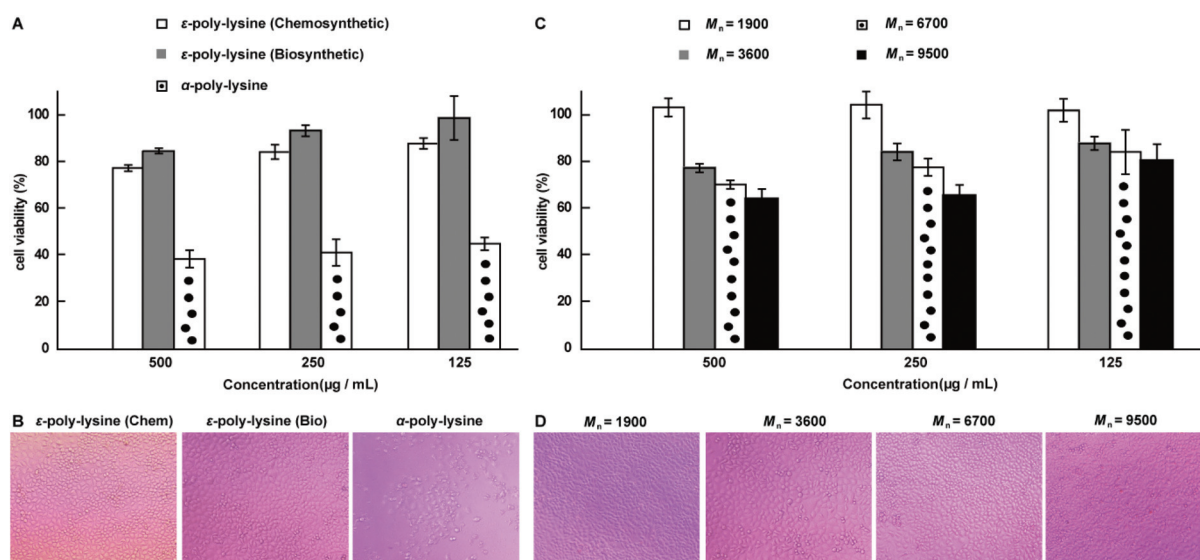 A
ε-poly-lysine (Chemosynthetic)
ε-poly-lysine (Biosynthetic)
α-poly-lysine
100
80
60
40
20
0
cell viability (%)
500 250 125
Concentration(μg / mL)
C
Mn = 1900 Mn = 6700
Mn = 3600 Mn = 9500
100
80
60
40
20
0
cell viability (%)
500 250 125
Concentration(μg / mL)
B ε-poly-lysine (Chem) ε-poly-lysine (Bio) α-poly-lysine
D Mn = 1900 Mn = 3600 Mn = 6700 Mn = 9500